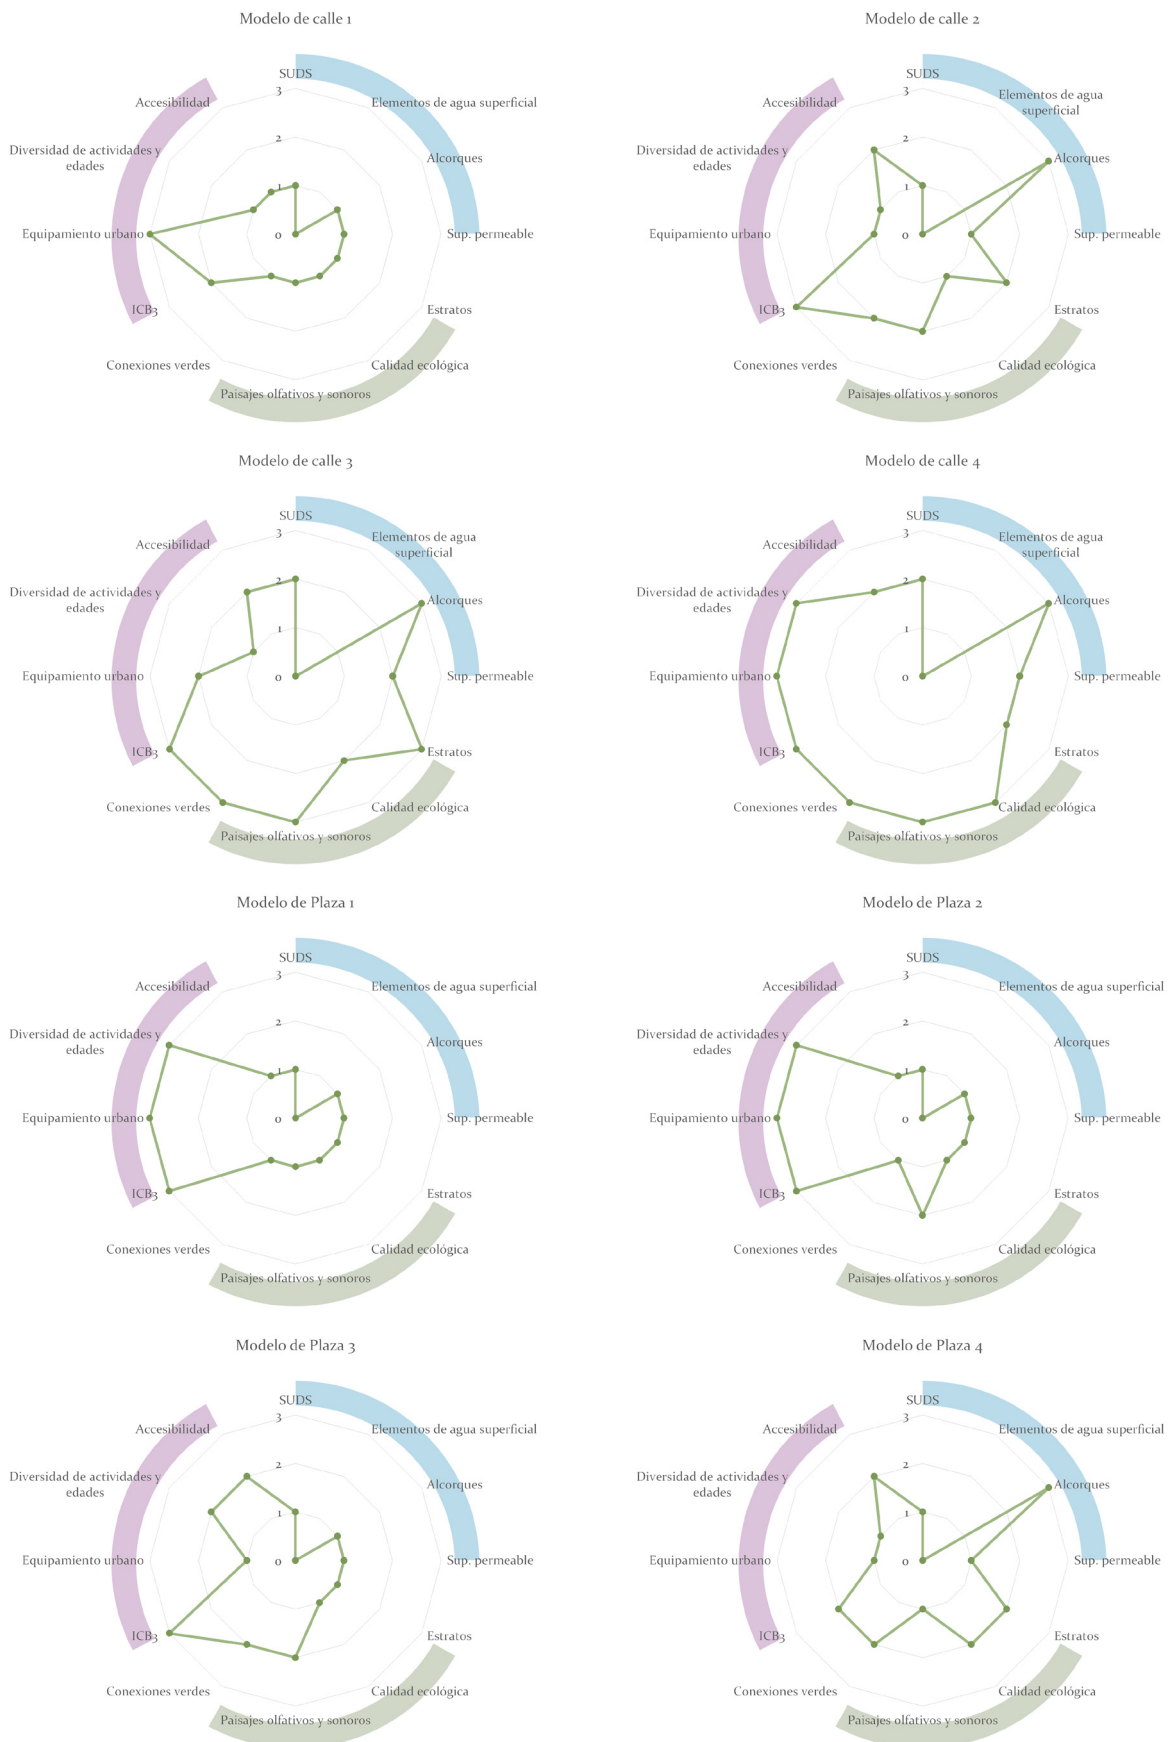 Modelo de calle 1
SUDS
3
Elementos de agua superficial
Accesibilidad
2
Diversidad de actividades y
edades
Alcorques
1
Equipamiento urbano
0
Sup. permeable
ICB3
Estratos
Conexiones verdes
Calidad ecológica
Paisajes olfativos y sonoros
Modelo de calle 2
SUDS
3
Elementos de agua
superficial
Accesibilidad
2
Diversidad de actividades y
edades
Alcorques
1
Equipamiento urbano
0
Sup. permeable
ICB3
Estratos
Conexiones verdes
Calidad ecológica
Paisajes olfativos y sonoros
Modelo de calle 3
SUDS
3
Elementos de agua
superficial
Accesibilidad
2
Diversidad de actividades y
edades
Alcorques
1
Equipamiento urbano
0
Sup. permeable
ICB3
Estratos
Conexiones verdes
Calidad ecológica
Paisajes olfativos y sonoros
Modelo de calle 4
SUDS
3
Elementos de agua
superficial
Accesibilidad
2
Diversidad de actividades y
edades
Alcorques
1
Equipamiento urbano
0
Sup. permeable
ICB3
Estratos
Conexiones verdes
Calidad ecológica
Paisajes olfativos y sonoros
Modelo de Plaza 1
SUDS
3
Elementos de agua superficial
Accesibilidad
2
Diversidad de actividades y
edades
Alcorques
1
Equipamiento urbano
0
Sup. permeable
ICB3
Estratos
Conexiones verdes
Calidad ecológica
Paisajes olfativos y sonoros
Modelo de Plaza 2
SUDS
3
Elementos de agua superficial
Accesibilidad
2
Diversidad de actividades y
edades
Alcorques
1
Equipamiento urbano
0
Sup. permeable
ICB3
Estratos
Conexiones verdes
Calidad ecológica
Paisajes olfativos y sonoros
Modelo de Plaza 3
SUDS
3
Elementos de agua superficial
Accesibilidad
2
Diversidad de actividades y
edades
Alcorques
1
Equipamiento urbano
0
Sup. permeable
ICB3
Estratos
Conexiones verdes
Calidad ecológica
Paisajes olfativos y sonoros
Modelo de Plaza 4
SUDS
3
Elementos de agua superficial
Accesibilidad
2
Diversidad de actividades y
edades
Alcorques
1
Equipamiento urbano
0
Sup. permeable
ICB3
Estratos
Conexiones verdes
Calidad ecológica
Paisajes olfativos y sonoros